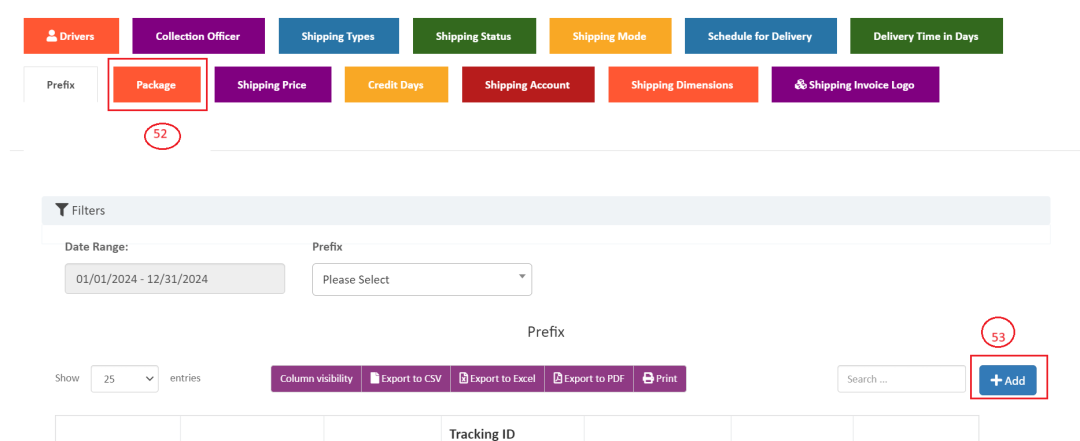 Drivers Collection Officer Shipping Types Shipping Status Shipping Mode Schedule for Delivery Delivery Time in Days
Prefix Package Shipping Price Credit Days Shipping Account Shipping Dimensions Shipping Invoice Logo
52
Filters
Date Range: Prefix
01/01/2024 - 12/31/2024 Please Select
Prefix
53
Show 25 entries Column visibility Export to CSV Export to Excel Export to PDF Print Search ... Add
Tracking ID